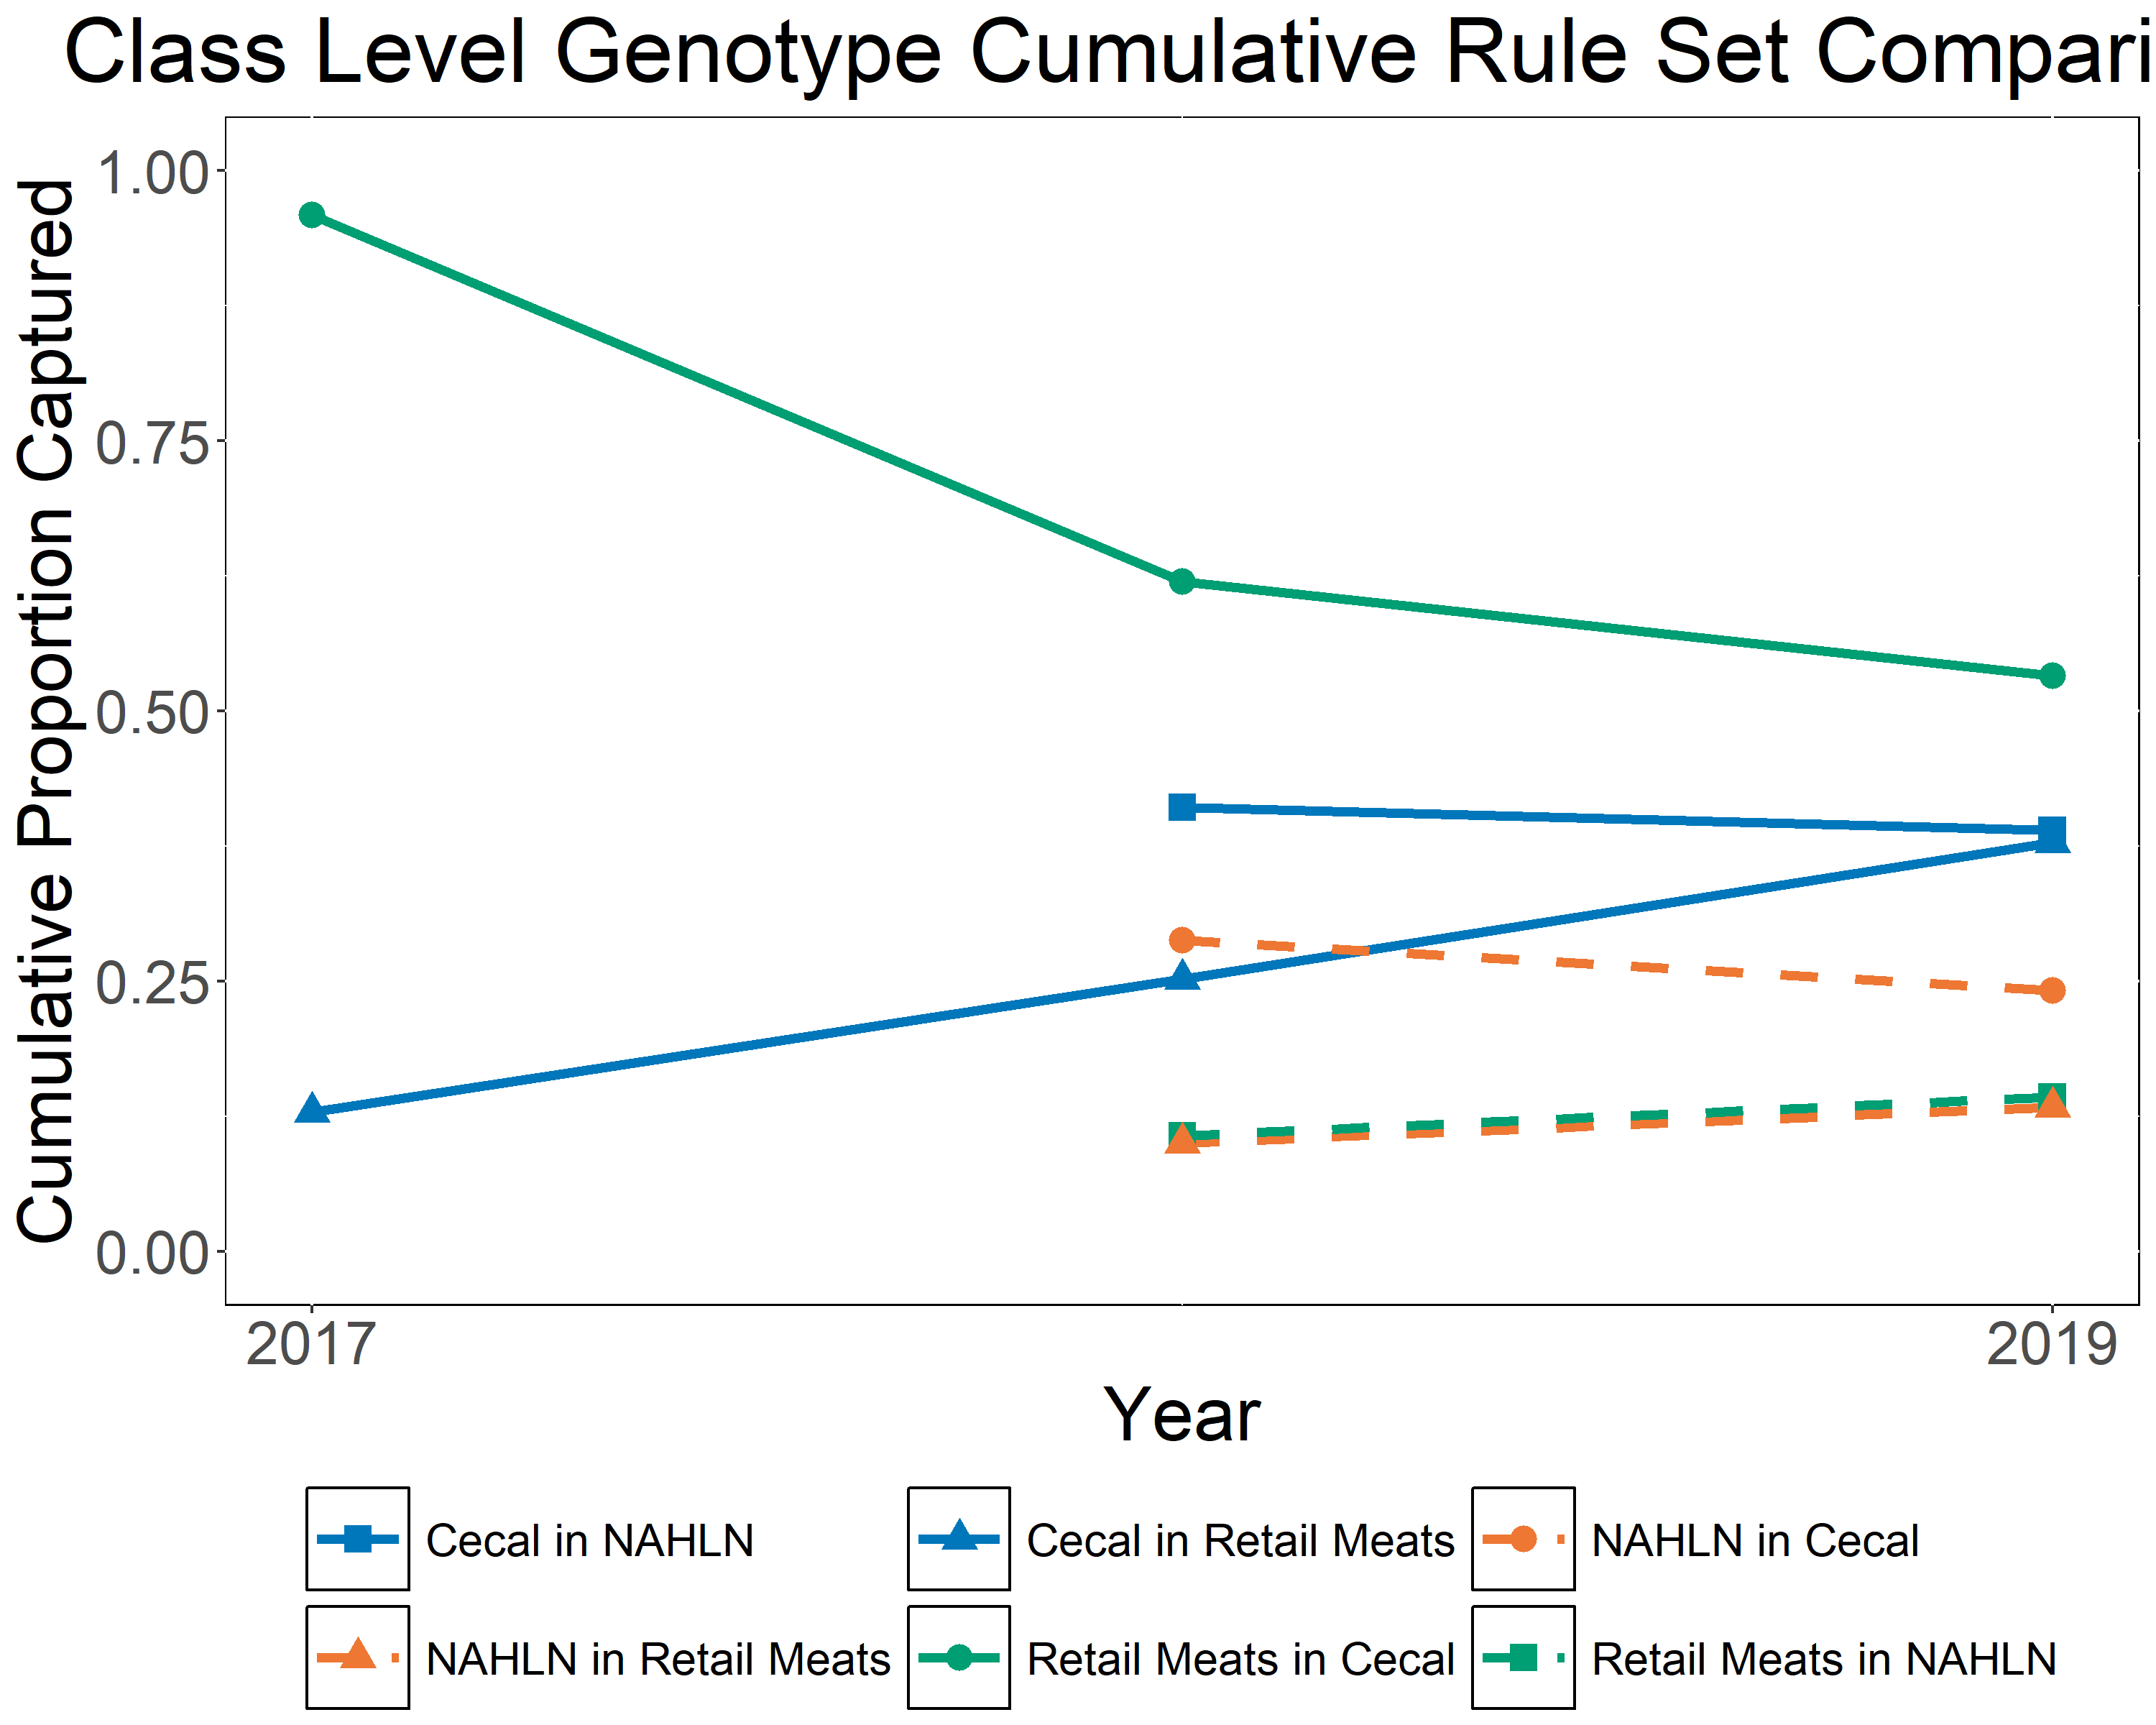 Class Level Genotype Cumulative Rule Set Compari
Cumulative Proportion Captured
1.00
0.75
0.50
0.25
0.00
2017
2019
Year
Cecal in NAHLN
Cecal in Retail Meats
NAHLN in Cecal
NAHLN in Retail Meats
Retail Meats in Cecal
Retail Meats in NAHLN